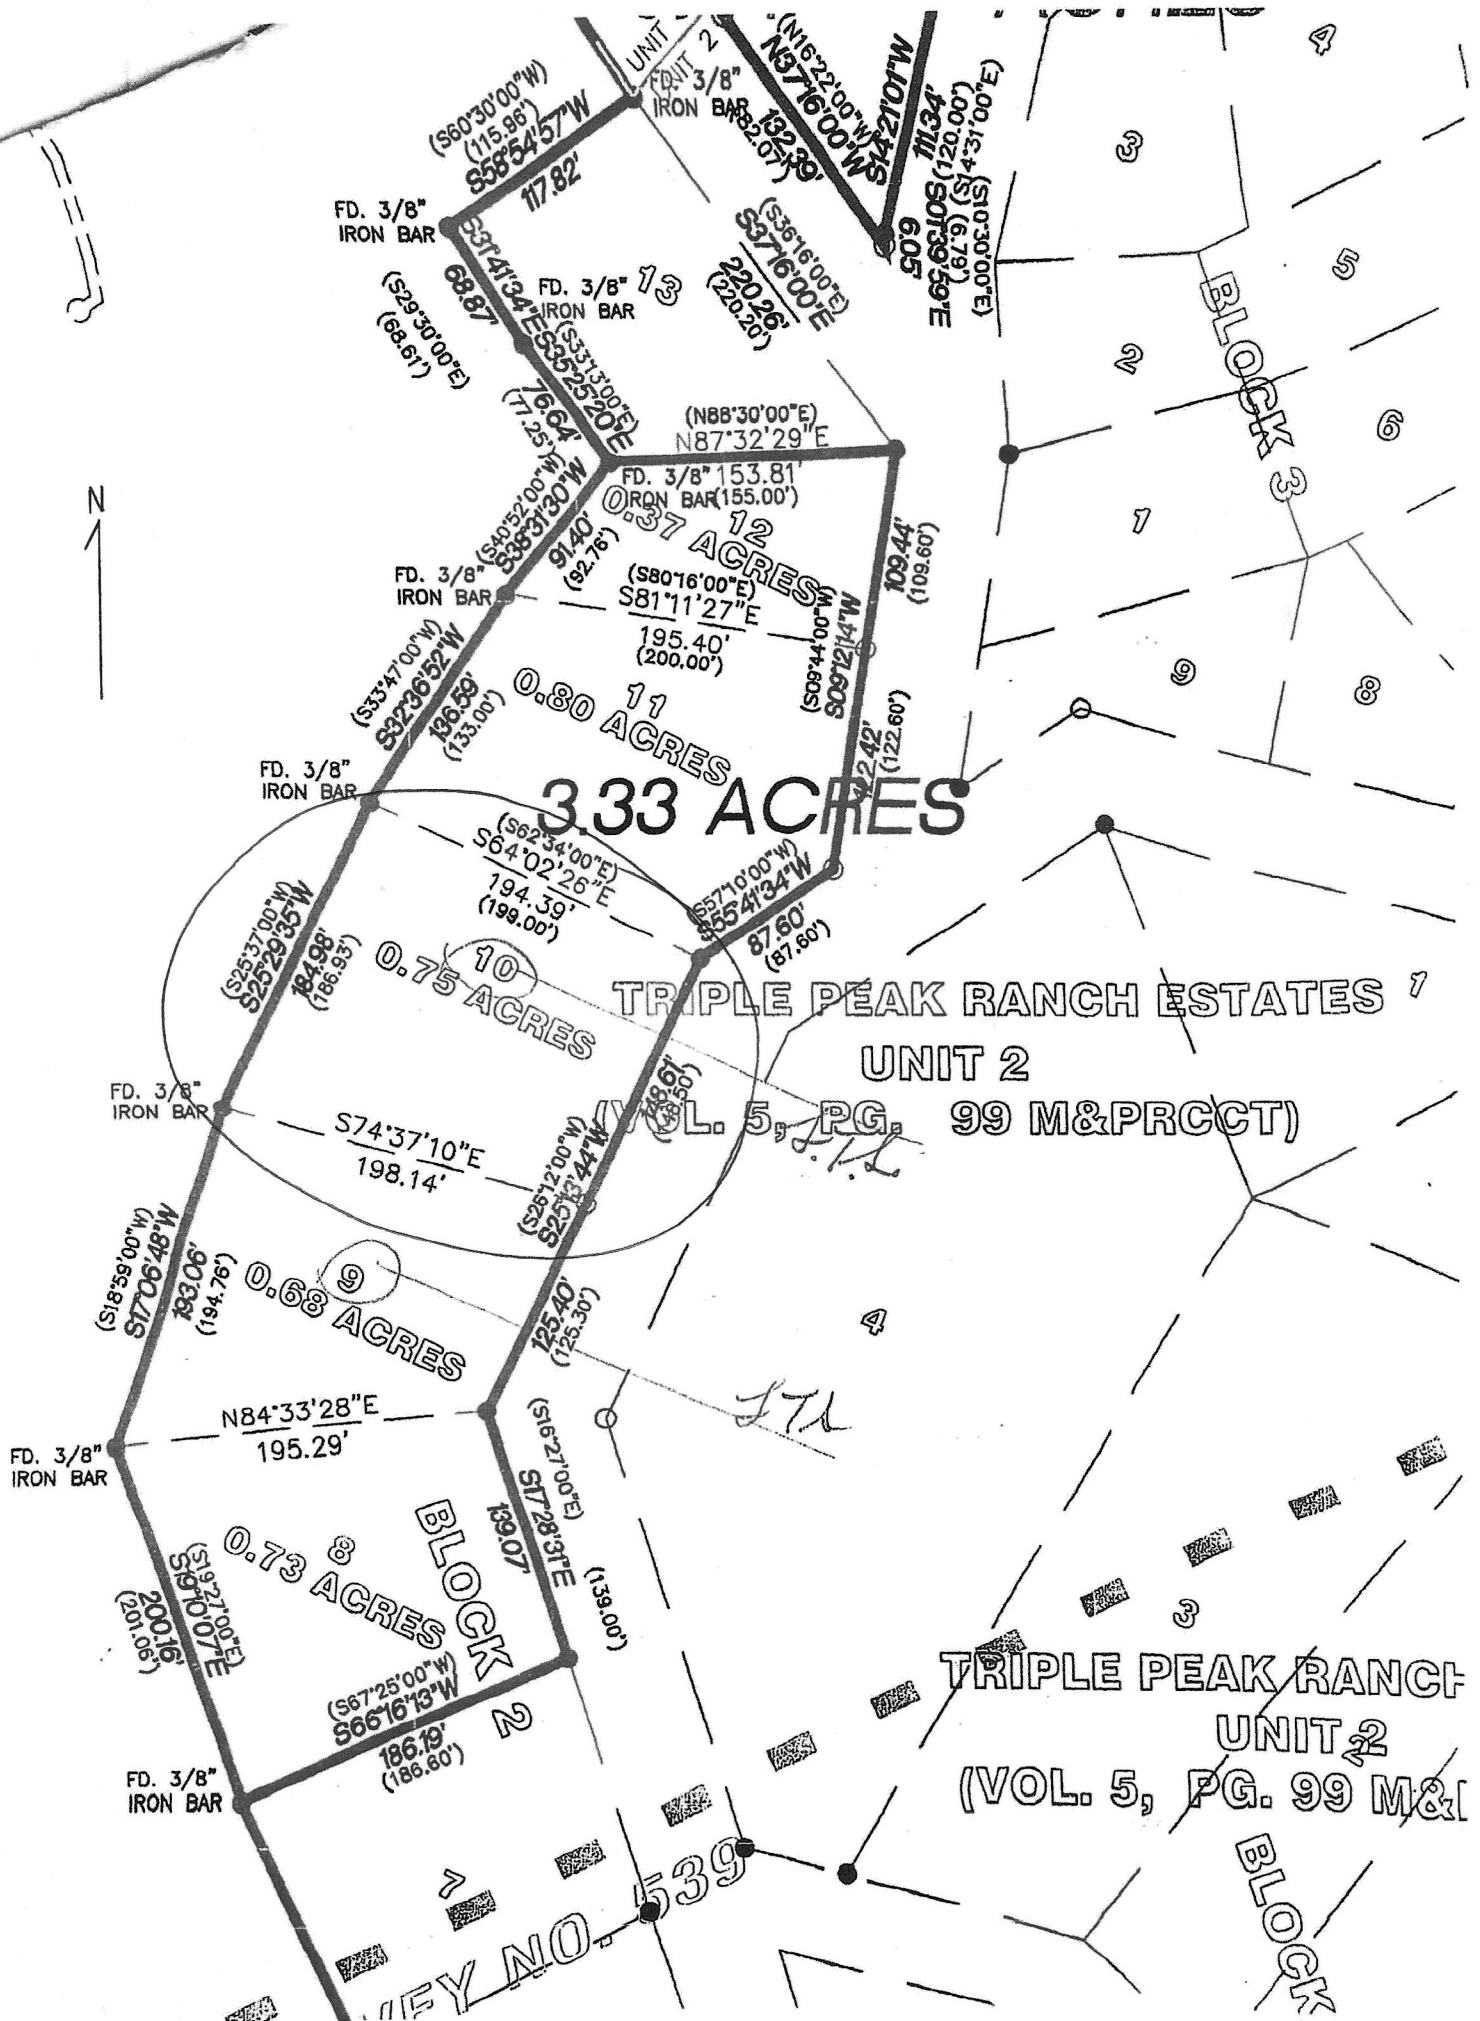 UNIT
UNIT 2
FD. 3/8"
IRON BAR
(S60°30'00"W)
(115.96')
S58°54'57"W
117.82'
(N16°22'00"W)
N37°16'00"W
132.39'
S14°21'01"W
111.34'
(120.00')
(S14°31'00"E)
S01°39'59"E
6.05'
(6.79')
(S10°30'00"E)
4
3
5
2
BLOCK 3
6
1
9
8
FD. 3/8"
IRON BAR
S31°41'34"E
68.87'
(S29°30'00"E)
(68.61')
FD. 3/8"
IRON BAR
13
(S36°16'00"E)
S37°16'00"E
220.26'
(220.20')
(S33°13'00"E)
S35°25'20"E
76.64'
(77.25')
(N88°30'00"E)
N87°32'29"E
153.81'
(155.00')
FD. 3/8"
IRON BAR
N
(S40°52'00"W)
S38°31'30"W
91.40'
(92.76')
12
0.37 ACRES
109.44'
(109.60')
FD. 3/8"
IRON BAR
(S80°16'00"E)
S81°11'27"E
195.40'
(200.00')
(S09°44'00"W)
S09°12'14"W
(122.60')
(S33°47'00"W)
S32°36'52"W
136.59'
(133.00')
11
0.80 ACRES
FD. 3/8"
IRON BAR
3.33 ACRES
(S62°34'00"E)
S64°02'26"E
194.39'
(199.00')
(S57°10'00"W)
S55°41'34"W
87.60'
(87.60')
(S25°37'00"W)
S25°29'35"W
184.98'
(186.93')
10
0.75 ACRES
TRIPLE PEAK RANCH ESTATES
UNIT 2
(VOL. 5, PG. 99 M&PRCCT)
1
148.61'
(148.50')
FD. 3/8"
IRON BAR
S74°37'10"E
198.14'
(S26°12'00"W)
S25°13'44"W
125.40'
(125.30')
(S18°59'00"W)
S17°06'48"W
193.06'
(194.76')
9
0.68 ACRES
4
N84°33'28"E
195.29'
FD. 3/8"
IRON BAR
(S16°27'00"E)
S17°28'31"E
139.07'
(139.00')
8
0.73 ACRES
BLOCK 2
(S19°27'00"E)
S19°10'07"E
200.16'
(201.06')
(S67°25'00"W)
S66°16'13"W
186.19'
(186.60')
3
TRIPLE PEAK RANCH
UNIT 2
2
(VOL. 5, PG. 99 M&
FD. 3/8"
IRON BAR
7
VEY NO. 539
BLOCK